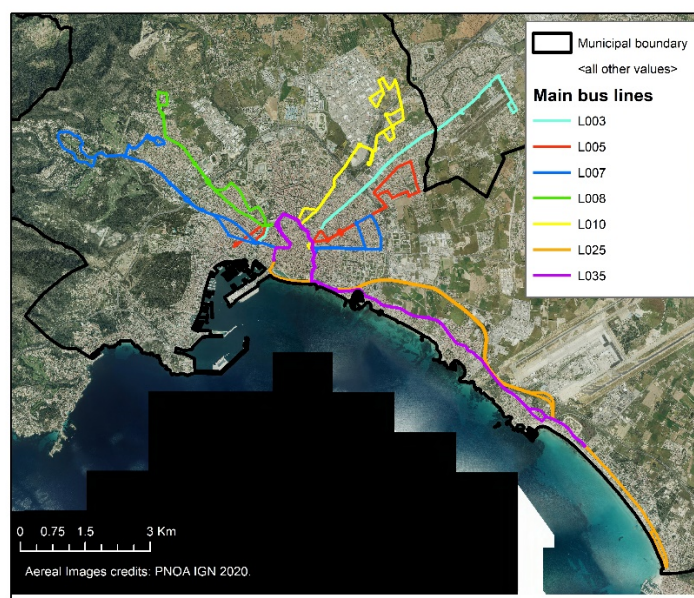 Municipal boundary
<all other values>
Main bus lines
L003
L005
L007
L008
L010
L025
L035
0 0.75 1.5 3 Km
Aereal Images credits: PNOA IGN 2020.